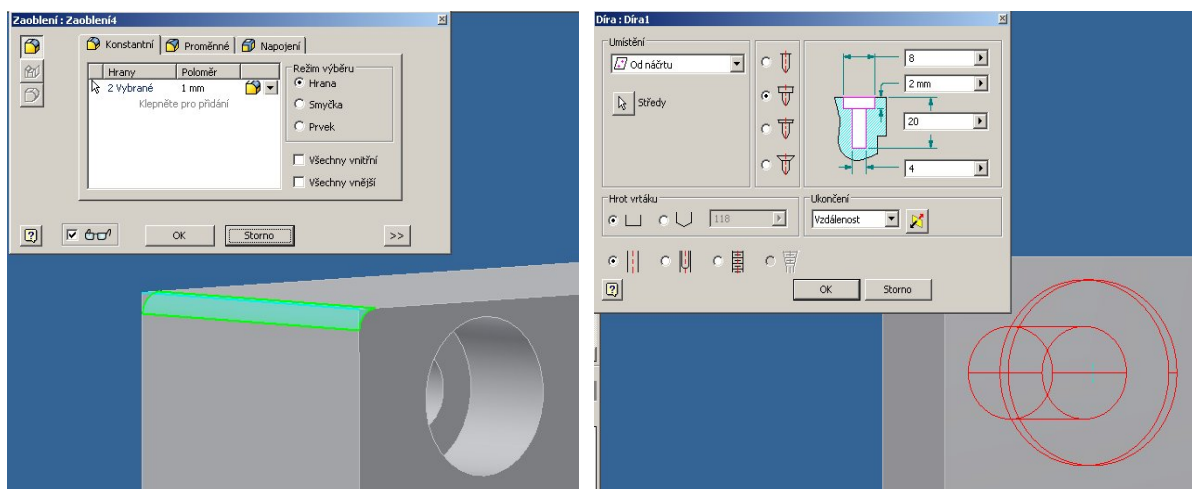 Zaoblení : Zaoblení4
Konstantní
Proměnné
Napojení
Hrany Poloměr
2 Vybrané 1 mm
Klepněte pro přidání
Režim výběru
Hrana
Smyčka
Prvek
Všechny vnitřní
Všechny vnější
OK
Storno
>>
Díra : Díra1
Umístění
Od náčrtu
Středy
8
2 mm
20
4
Hrot vrtáku
118
Ukončení
Vzdálenost
OK
Storno